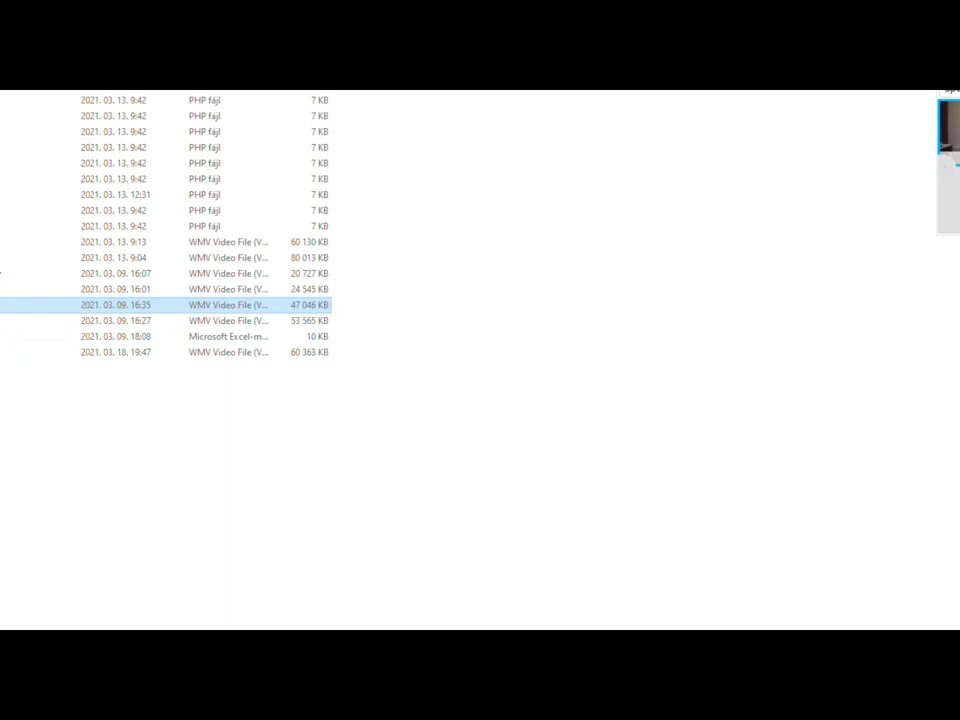 2021. 03. 13. 9:42 PHP fájl 7 KB
2021. 03. 13. 9:42 PHP fájl 7 KB
2021. 03. 13. 9:42 PHP fájl 7 KB
2021. 03. 13. 9:42 PHP fájl 7 KB
2021. 03. 13. 9:42 PHP fájl 7 KB
2021. 03. 13. 9:42 PHP fájl 7 KB
2021. 03. 13. 12:31 PHP fájl 7 KB
2021. 03. 13. 9:42 PHP fájl 7 KB
2021. 03. 13. 9:42 PHP fájl 7 KB
2021. 03. 13. 9:13 WMV Video File (V... 60 130 KB
2021. 03. 13. 9:04 WMV Video File (V... 80 013 KB
2021. 03. 09. 16:07 WMV Video File (V... 20 727 KB
2021. 03. 09. 16:01 WMV Video File (V... 24 545 KB
2021. 03. 09. 16:35 WMV Video File (V... 47 046 KB
2021. 03. 09. 16:27 WMV Video File (V... 53 565 KB
2021. 03. 09. 18:08 Microsoft Excel-m... 10 KB
2021. 03. 18. 19:47 WMV Video File (V... 60 363 KB